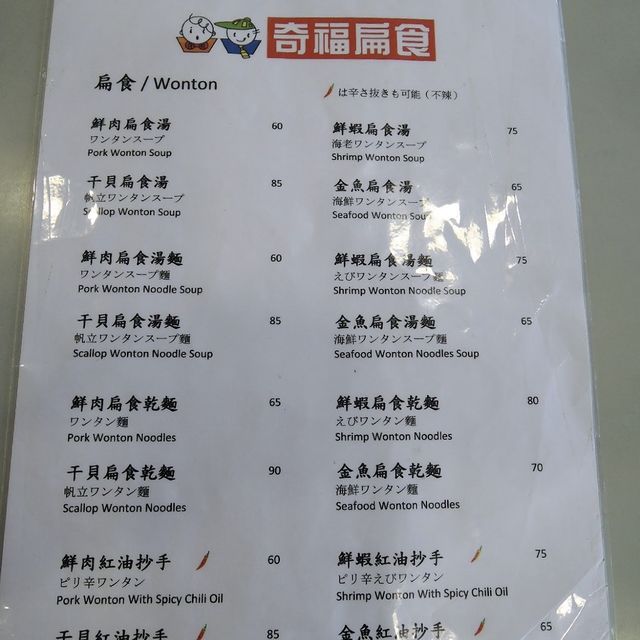 奇福扁食
扁食 / Wonton
は辛さ抜きも可能（不辣）
鮮肉扁食湯 60
ワンタンスープ
Pork Wonton Soup
鮮蝦扁食湯 75
海老ワンタンスープ
Shrimp Wonton Soup
干貝扁食湯 85
帆立ワンタンスープ
Scallop Wonton Soup
金魚扁食湯 65
海鮮ワンタンスープ
Seafood Wonton Soup
鮮肉扁食湯麵 60
ワンタンスープ麵
Pork Wonton Noodle Soup
鮮蝦扁食湯麵 75
えびワンタンスープ麵
Shrimp Wonton Noodle Soup
干貝扁食湯麵 85
帆立ワンタンスープ麵
Scallop Wonton Noodle Soup
金魚扁食湯麵 65
海鮮ワンタンスープ麵
Seafood Wonton Noodles Soup
鮮肉扁食乾麵 65
ワンタン麵
Pork Wonton Noodles
鮮蝦扁食乾麵 80
えびワンタン麵
Shrimp Wonton Noodles
干貝扁食乾麵 90
帆立ワンタン麵
Scallop Wonton Noodles
金魚扁食乾麵 70
海鮮ワンタン麵
Seafood Wonton Noodles
鮮肉紅油抄手 60
ピリ辛ワンタン
Pork Wonton With Spicy Chili Oil
鮮蝦紅油抄手 75
ピリ辛えびワンタン
Shrimp Wonton With Spicy Chili Oil
干貝紅油抄手 85
金魚紅油抄手 65